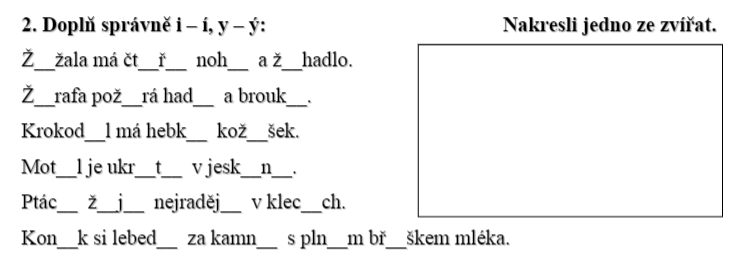 2. Doplň správně i – í, y – ý: Nakresli jedno ze zvířat.
Ž__žala má čt__ř__ noh__ a ž__hadlo.
Ž__rafa pož__rá had__ a brouk__.
Krokod__l má hebk__ kož__šek.
Mot__l je ukr__t__ v jesk__n__.
Ptác__ ž__j__ nejraděj__ v klec__ch.
Kon__k si lebed__ za kamn__ s pln__m bř__škem mléka.